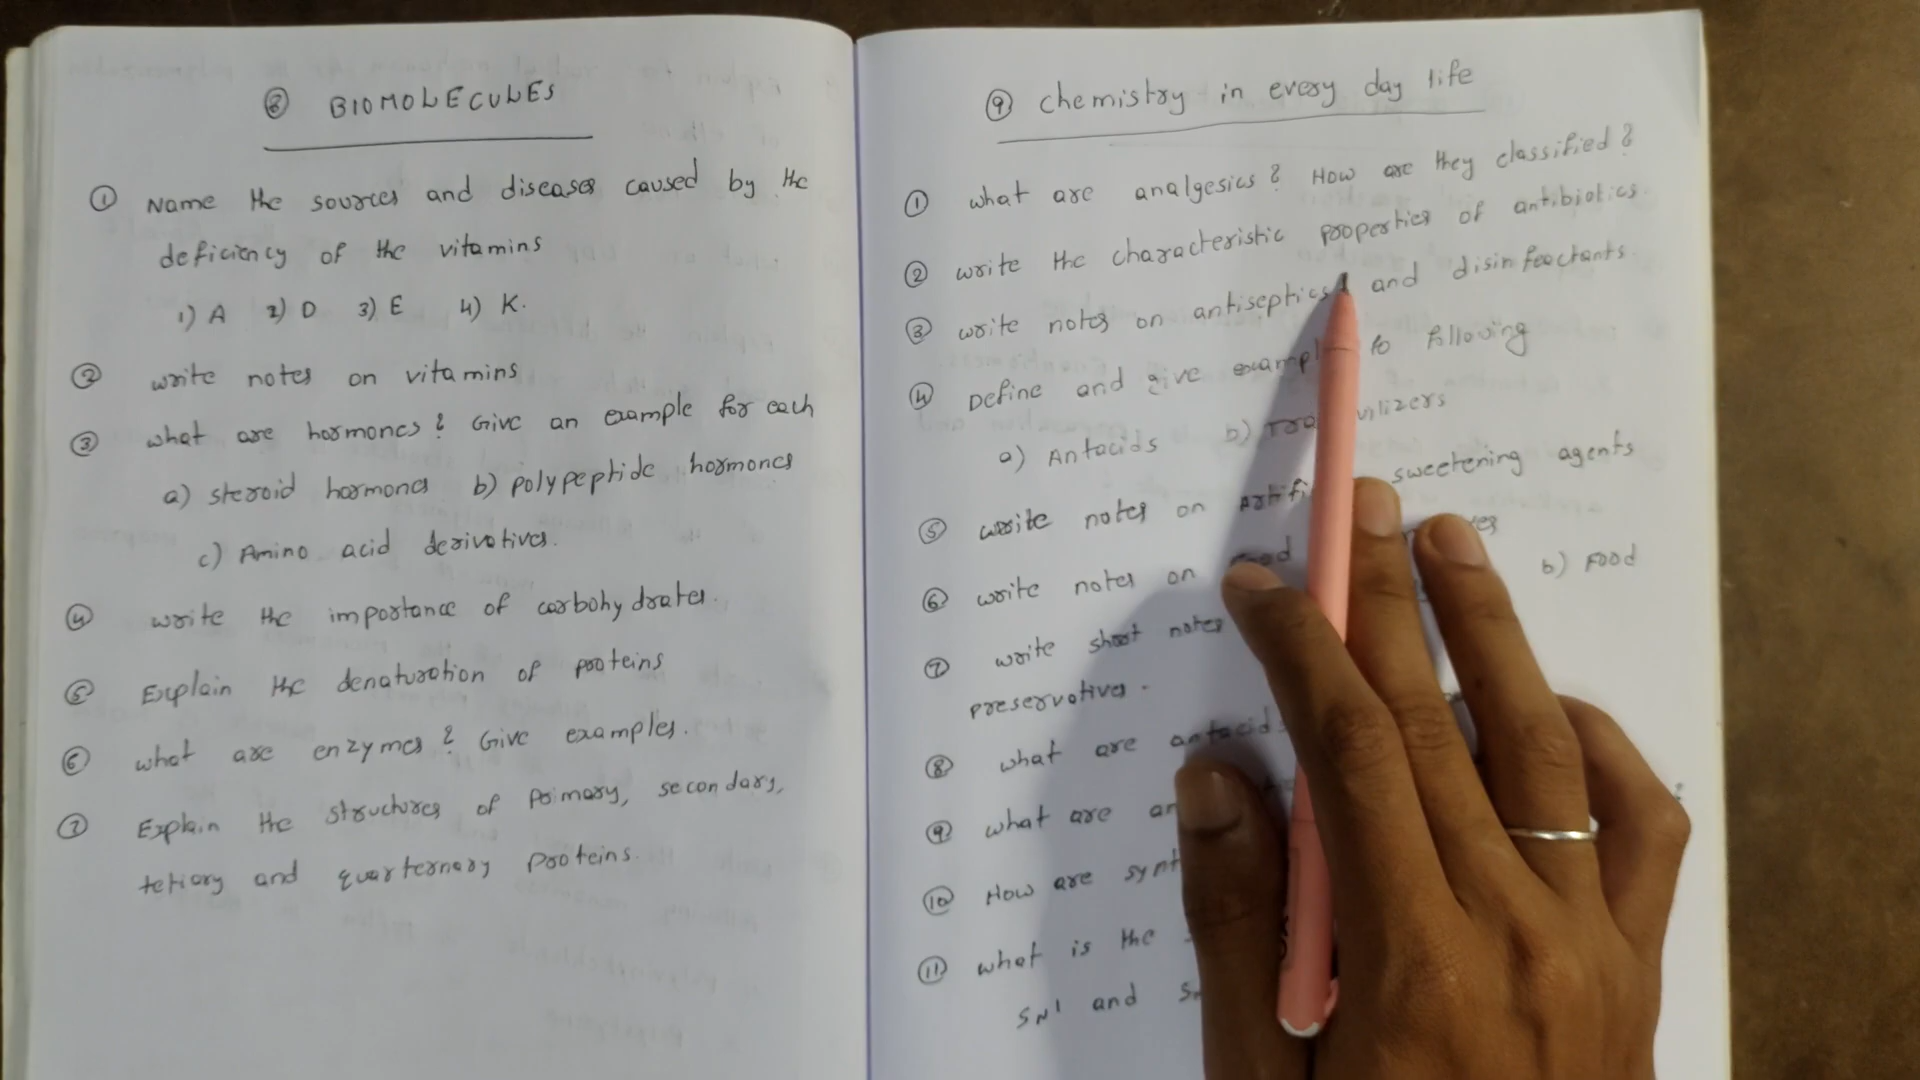 ⑧ BIOMOLECULES
① Name the sources and diseases caused by the
deficiency of the vitamins
1) A 2) D 3) E 4) K.
② write notes on vitamins
③ what are hormones? Give an example for each
a) steroid hormones b) polypeptide hormones
c) Amino acid derivatives.
④ write the importance of carbohydrates.
⑤ Explain the denaturation of proteins
⑥ what are enzymes? Give examples.
⑦ Explain the structures of primary, secondary,
tetiary and quarternary proteins.
⑨ chemistry in every day life
① what are analgesics? How are they classified?
② write the characteristic properties of antibiotics.
③ write notes on antiseptics and disinfeactants.
④ Define and give to following
a) Antacids b)
⑤ write notes on sweetening agents
⑥ write notes on
⑦ write short notes b) Food
preservatives.
⑧ what are antacids
⑨ what are
⑩ How are
⑪ what is the
SN1 and